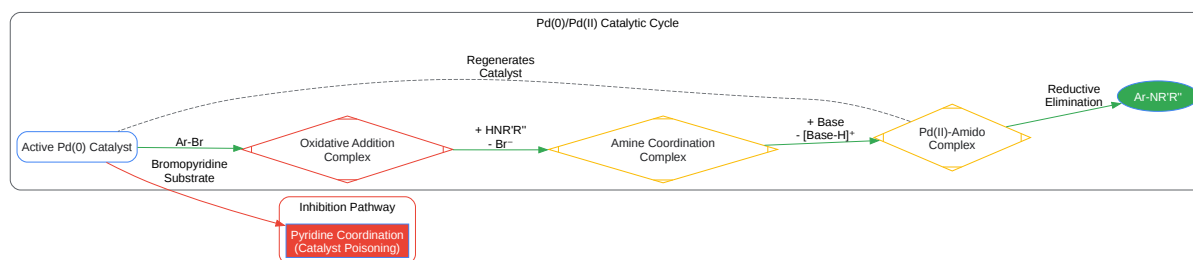 Pd(0)/Pd(II) Catalytic Cycle
Regenerates
Catalyst
Reductive
Elimination
Ar-NR'R"
Active Pd(0) Catalyst
Ar-Br
Oxidative Addition
Complex
+ HNR'R"
- Br⁻
Amine Coordination
Complex
+ Base
- [Base-H]⁺
Pd(II)-Amido
Complex
Bromopyridine
Substrate
Inhibition Pathway
Pyridine Coordination
(Catalyst Poisoning)